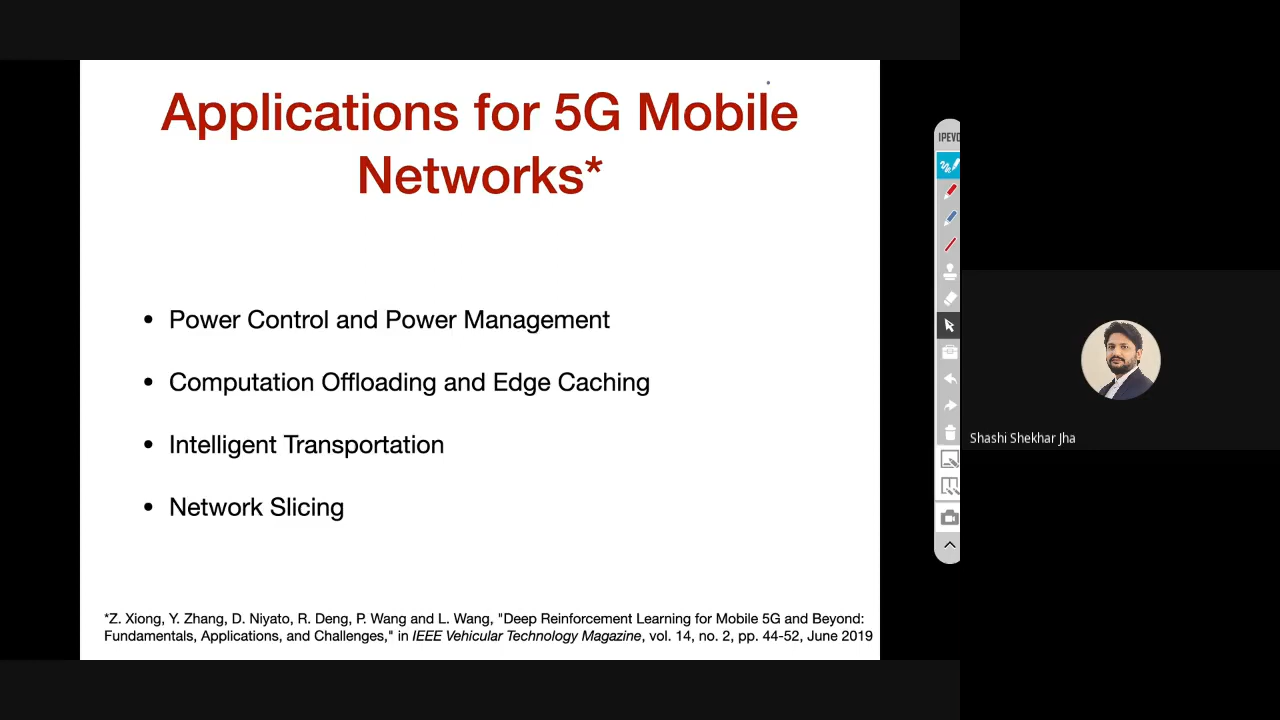 Applications for 5G Mobile
Networks*
• Power Control and Power Management
• Computation Offloading and Edge Caching
• Intelligent Transportation
• Network Slicing
*Z. Xiong, Y. Zhang, D. Niyato, R. Deng, P. Wang and L. Wang, "Deep Reinforcement Learning for Mobile 5G and Beyond:
Fundamentals, Applications, and Challenges," in IEEE Vehicular Technology Magazine, vol. 14, no. 2, pp. 44-52, June 2019
IPEVO
Shashi Shekhar Jha